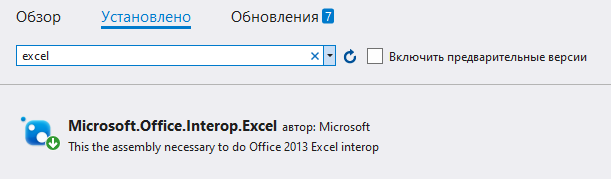 Обзор Установлено Обновления 7
excel Включить предварительные версии
Microsoft.Office.Interop.Excel автор: Microsoft
This the assembly necessary to do Office 2013 Excel interop